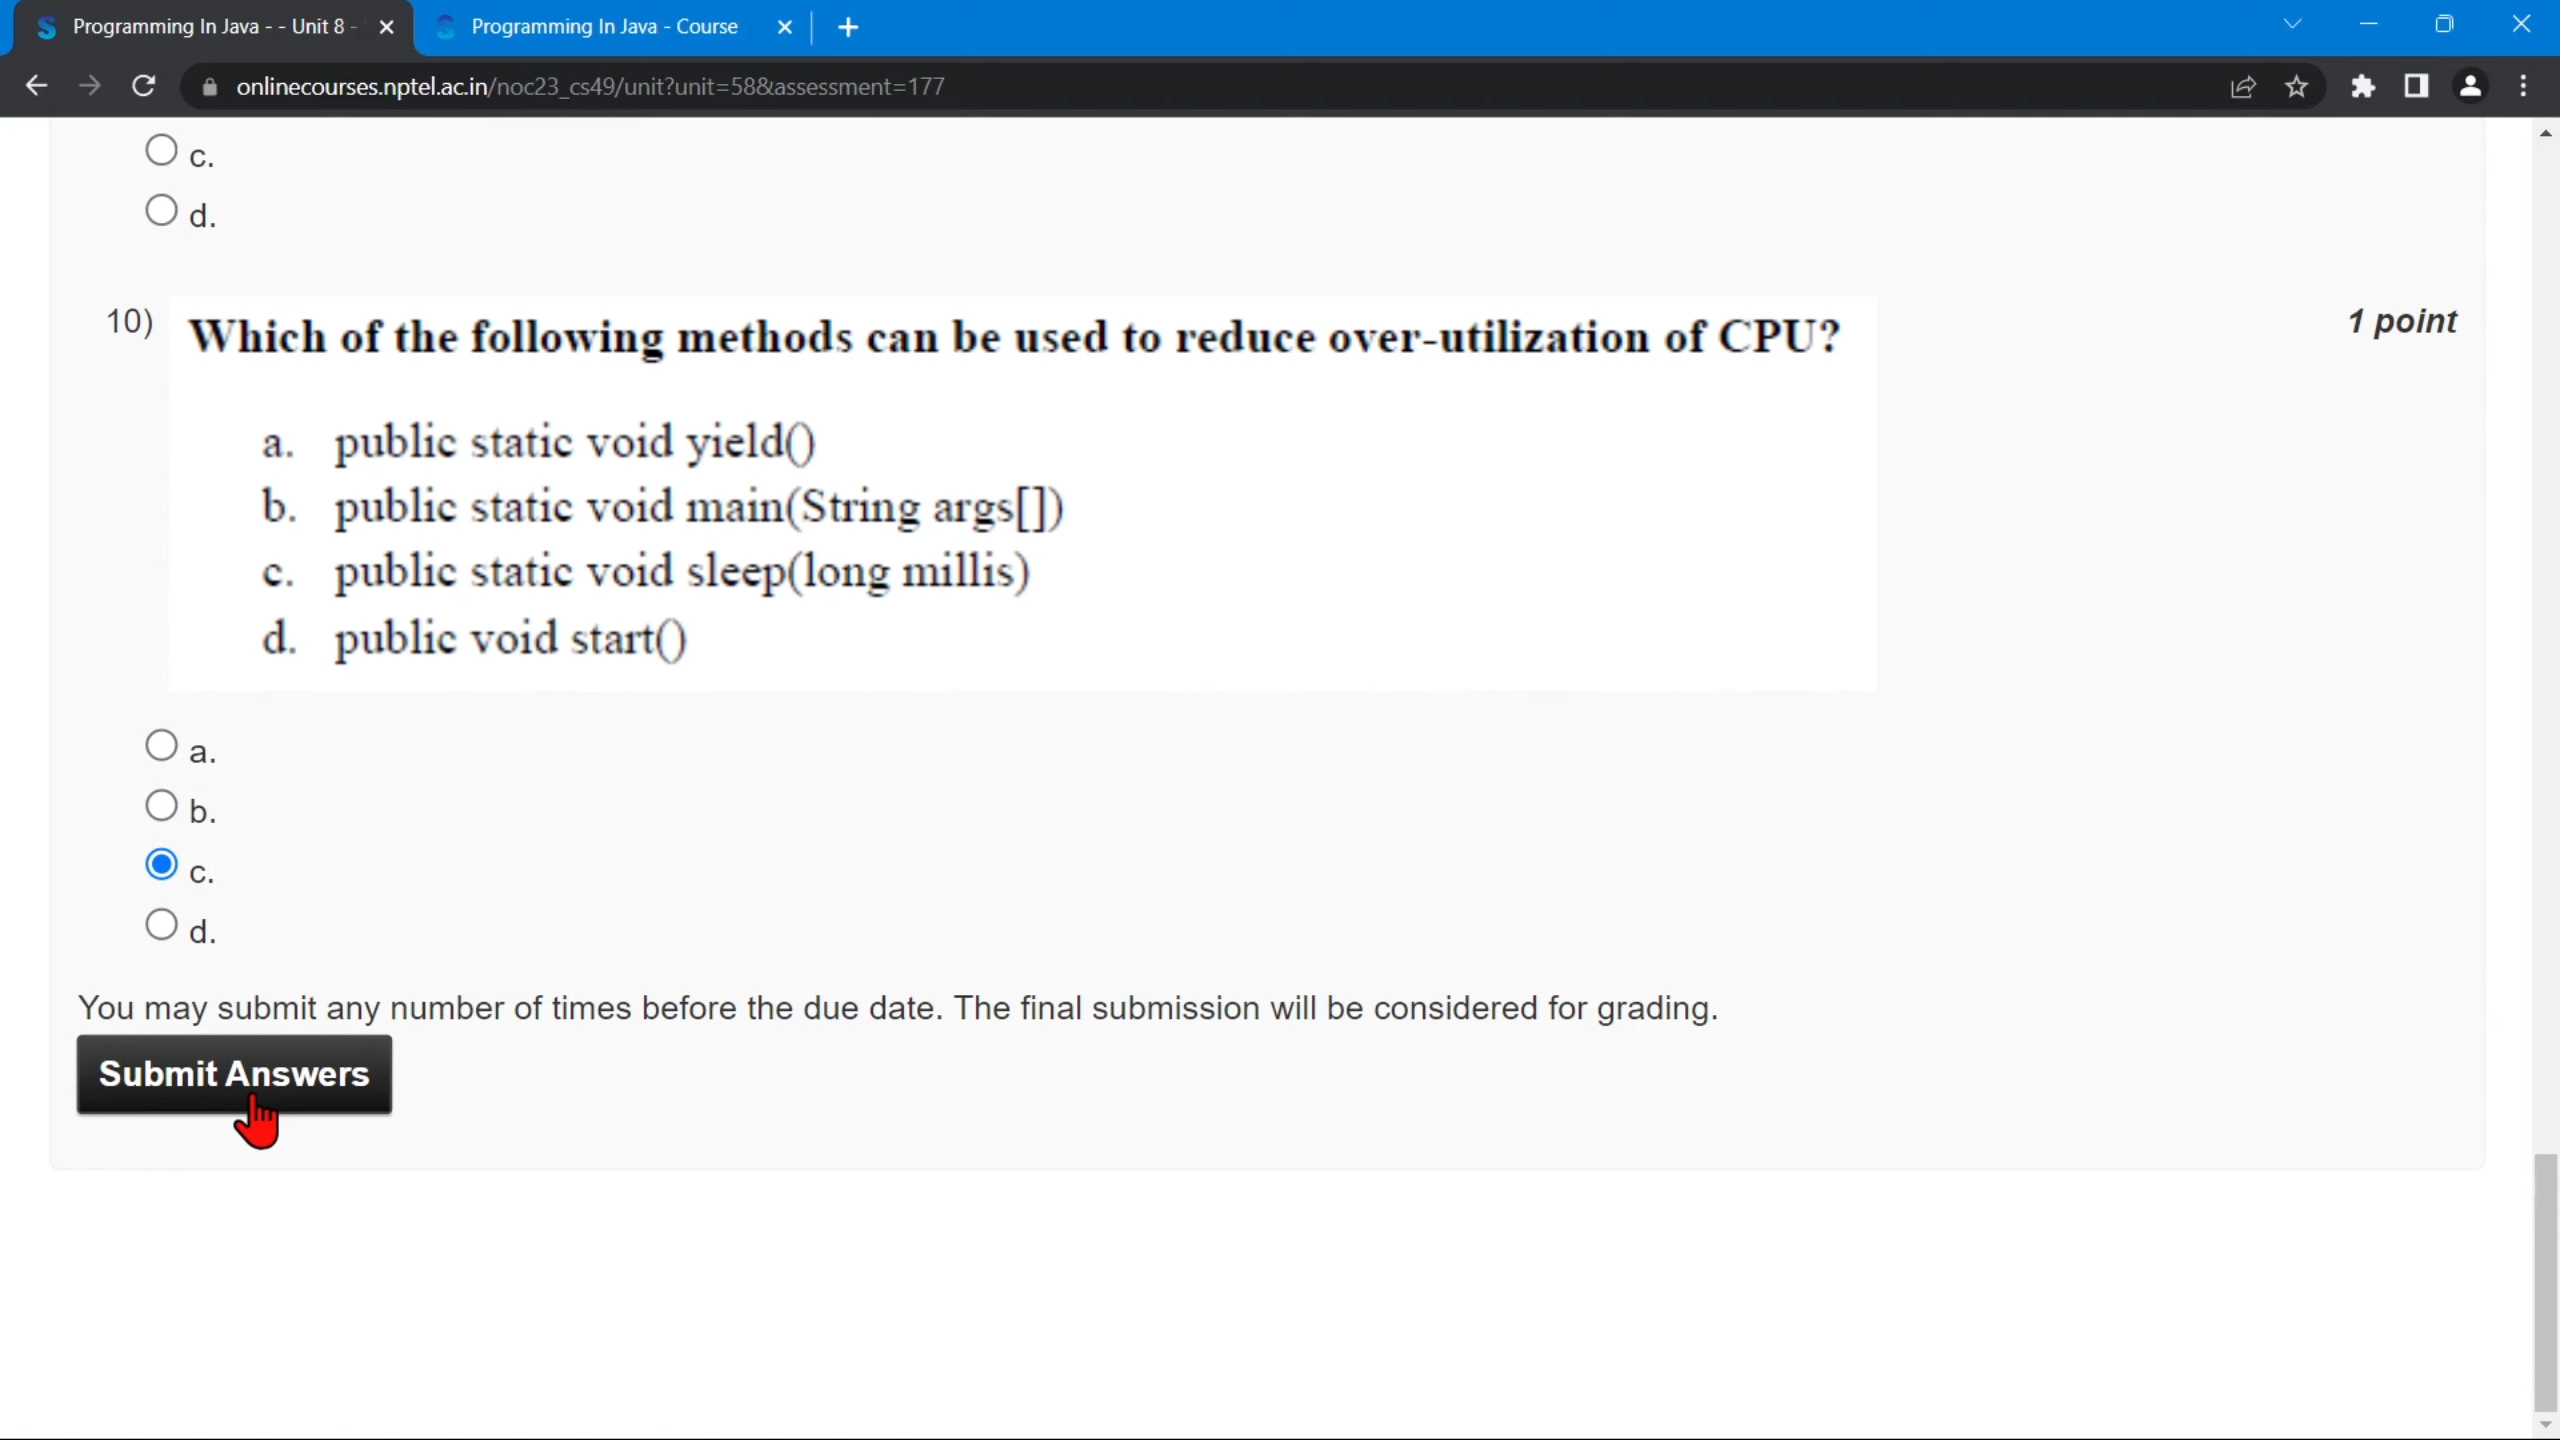 Programming In Java - - Unit 8 -
Programming In Java - Course
onlinecourses.nptel.ac.in/noc23_cs49/unit?unit=58&assessment=177
c.
d.
10) Which of the following methods can be used to reduce over-utilization of CPU? 1 point
a. public static void yield()
b. public static void main(String args[])
c. public static void sleep(long millis)
d. public void start()
a.
b.
c.
d.
You may submit any number of times before the due date. The final submission will be considered for grading.
Submit Answers